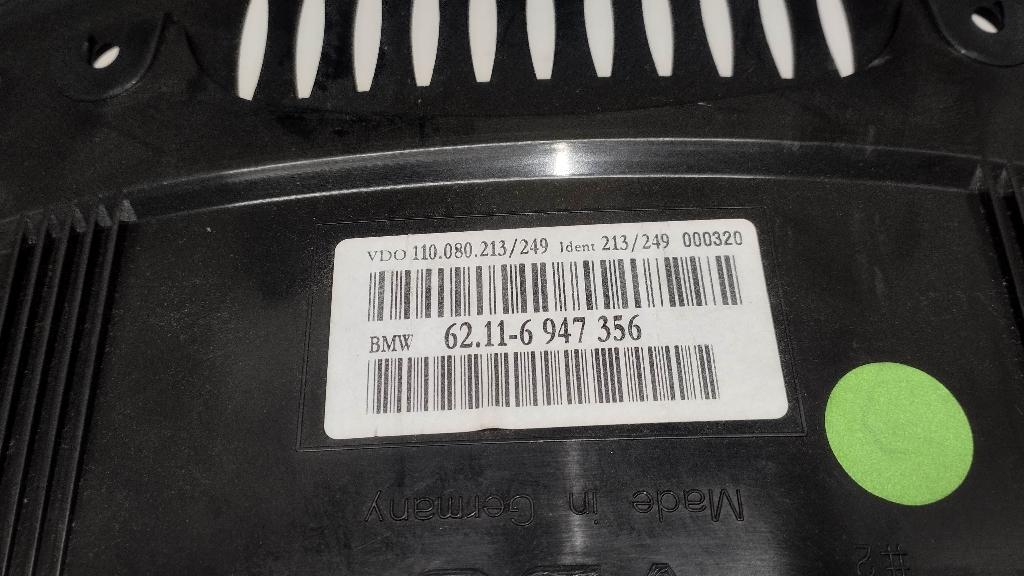 VDO 110.080.213/249 Ident 213/249 000320
BMW 62.11-6 947 356
Made in Germany
#2